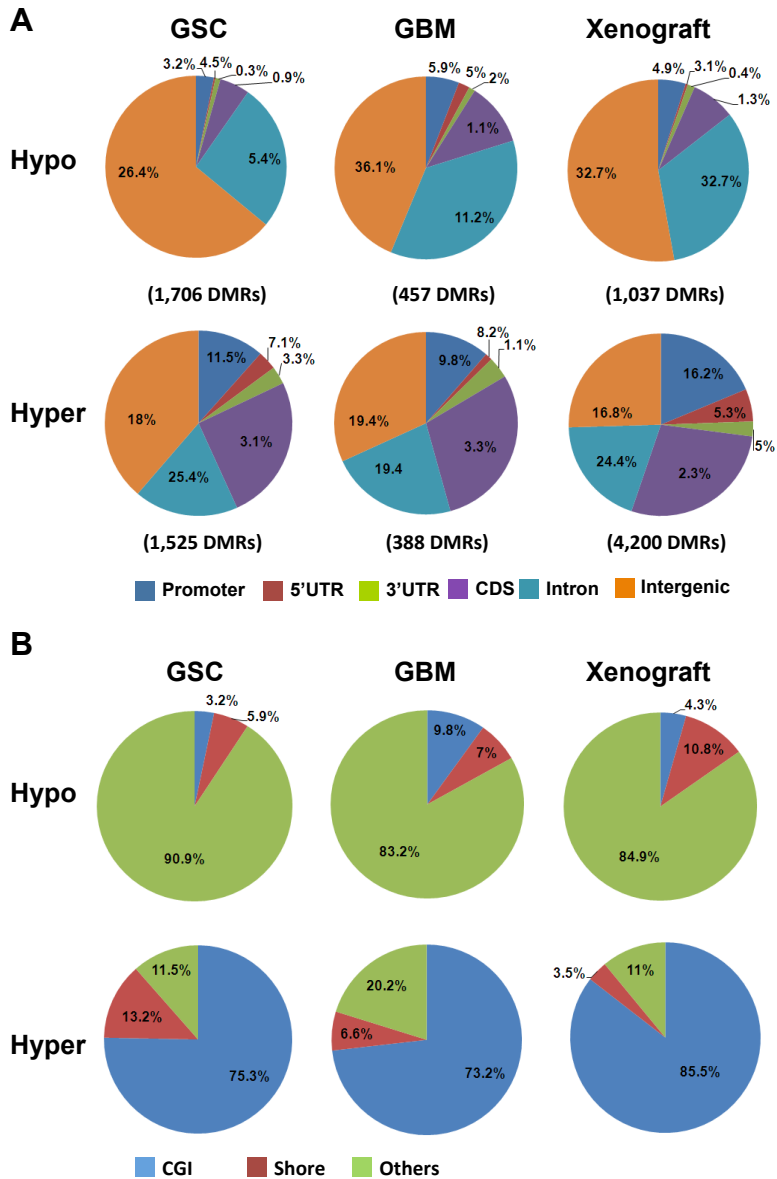 A
GSC GBM Xenograft
Hypo
3.2% 4.5% 0.3% 0.9% 5.4% 26.4%
5.9% 5% 2% 1.1% 11.2% 36.1%
4.9% 3.1% 0.4% 1.3% 32.7% 32.7%
(1,706 DMRs) (457 DMRs) (1,037 DMRs)
Hyper
11.5% 7.1% 3.3% 3.1% 25.4% 18%
9.8% 8.2% 1.1% 3.3% 19.4 19.4%
16.2% 5.3% 5% 2.3% 24.4% 16.8%
(1,525 DMRs) (388 DMRs) (4,200 DMRs)
Promoter 5'UTR 3'UTR CDS Intron Intergenic
B
GSC GBM Xenograft
Hypo
3.2% 5.9% 90.9%
9.8% 7% 83.2%
4.3% 10.8% 84.9%
Hyper
11.5% 13.2% 75.3%
20.2% 6.6% 73.2%
3.5% 11% 85.5%
CGI Shore Others